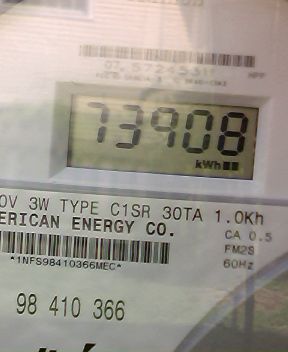 73908
kWh
0V 3W TYPE C1SR 30TA 1.0Kh
ERICAN ENERGY CO.
CA 0.5
FM2S
60Hz
*1NFS98410366MEC*
98 410 366